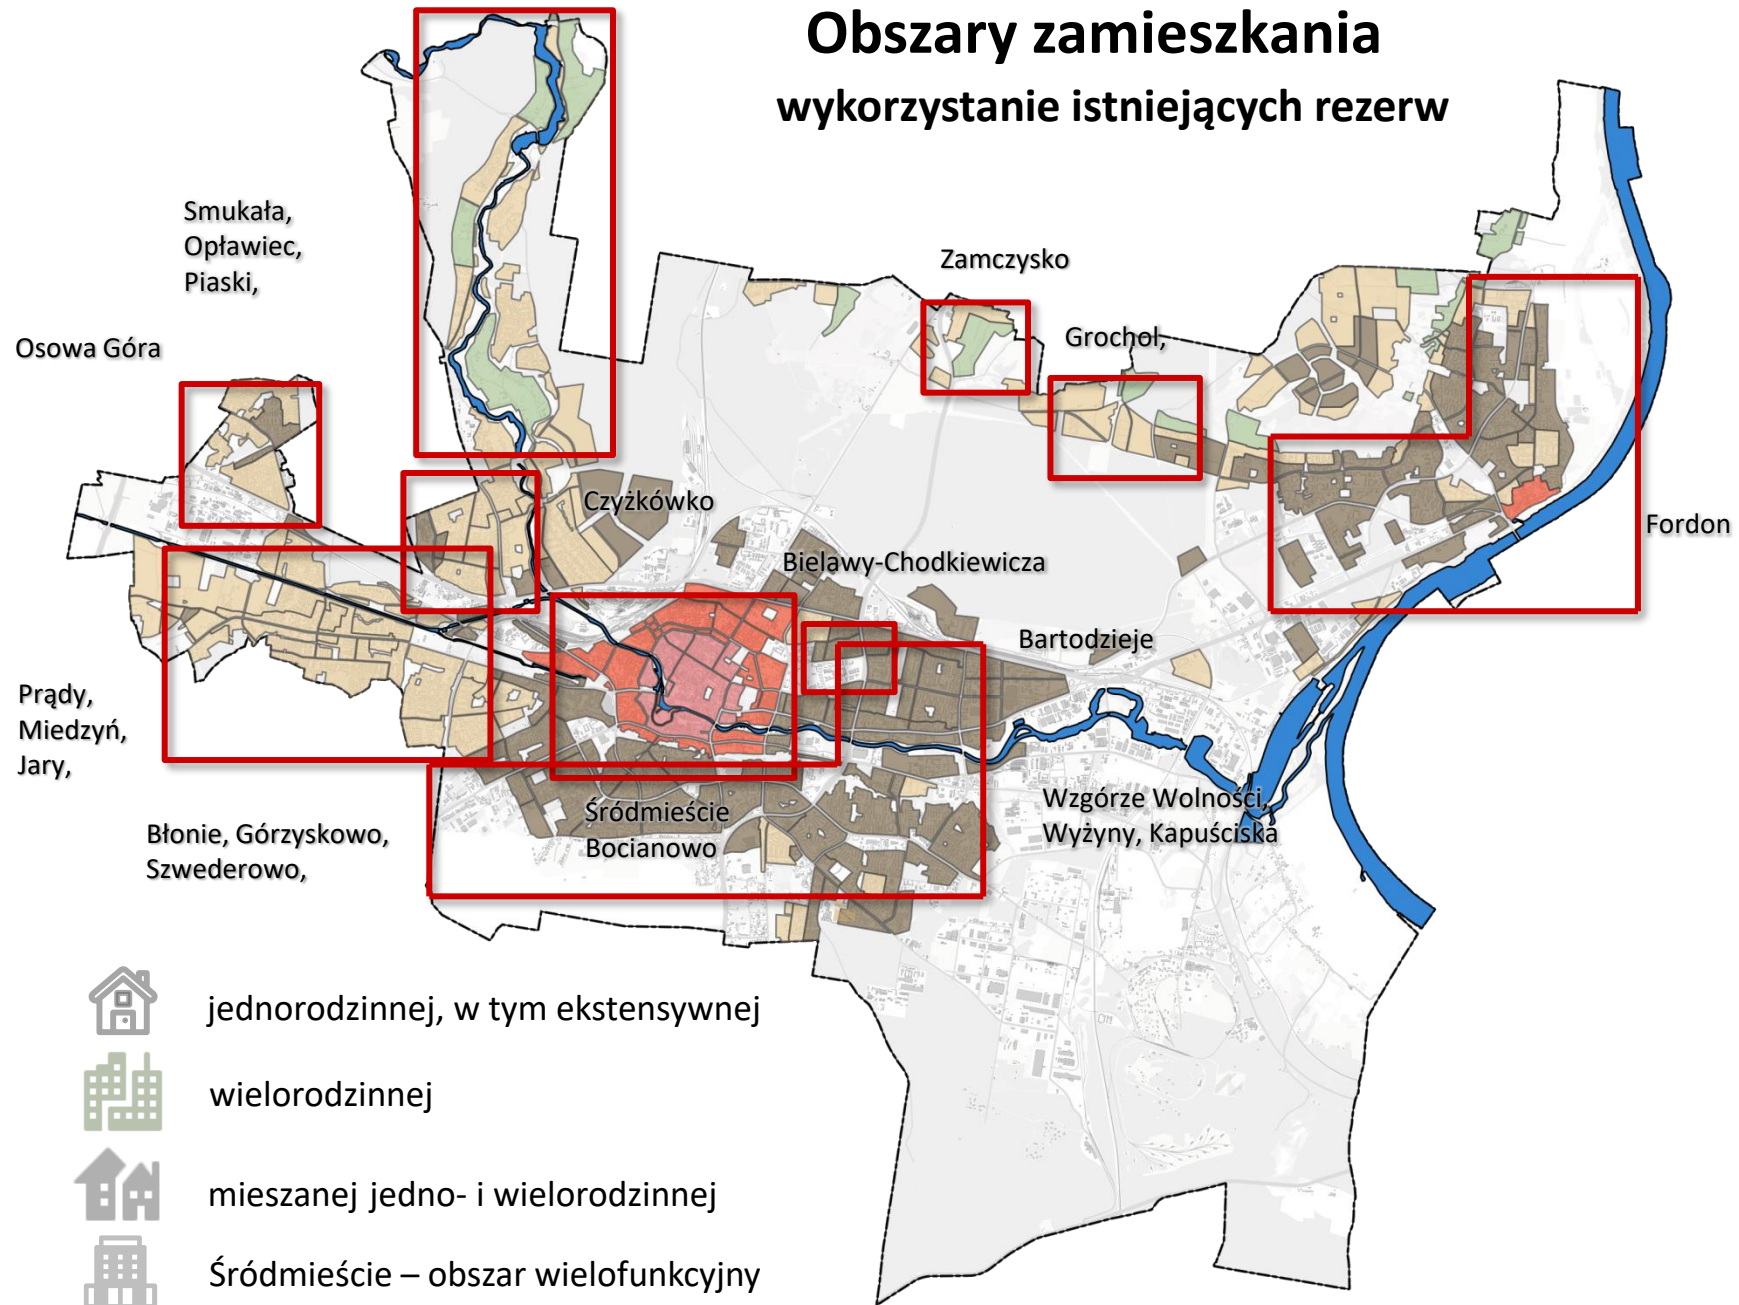 Obszary zamieszkania
wykorzystanie istniejących rezerw
Smukała,
Opławiec,
Piaski,
Zamczysko
Osowa Góra
Grochol,
Czyżkówko
Fordon
Bielawy-Chodkiewicza
Bartodzieje
Prądy,
Miedzyń,
Jary,
Wzgórze Wolności,
Wyżyny, Kapuściska
Śródmieście
Bocianowo
Błonie, Górzyskowo,
Szwederowo,
jednorodzinnej, w tym ekstensywnej
wielorodzinnej
mieszanej jedno- i wielorodzinnej
Śródmieście – obszar wielofunkcyjny